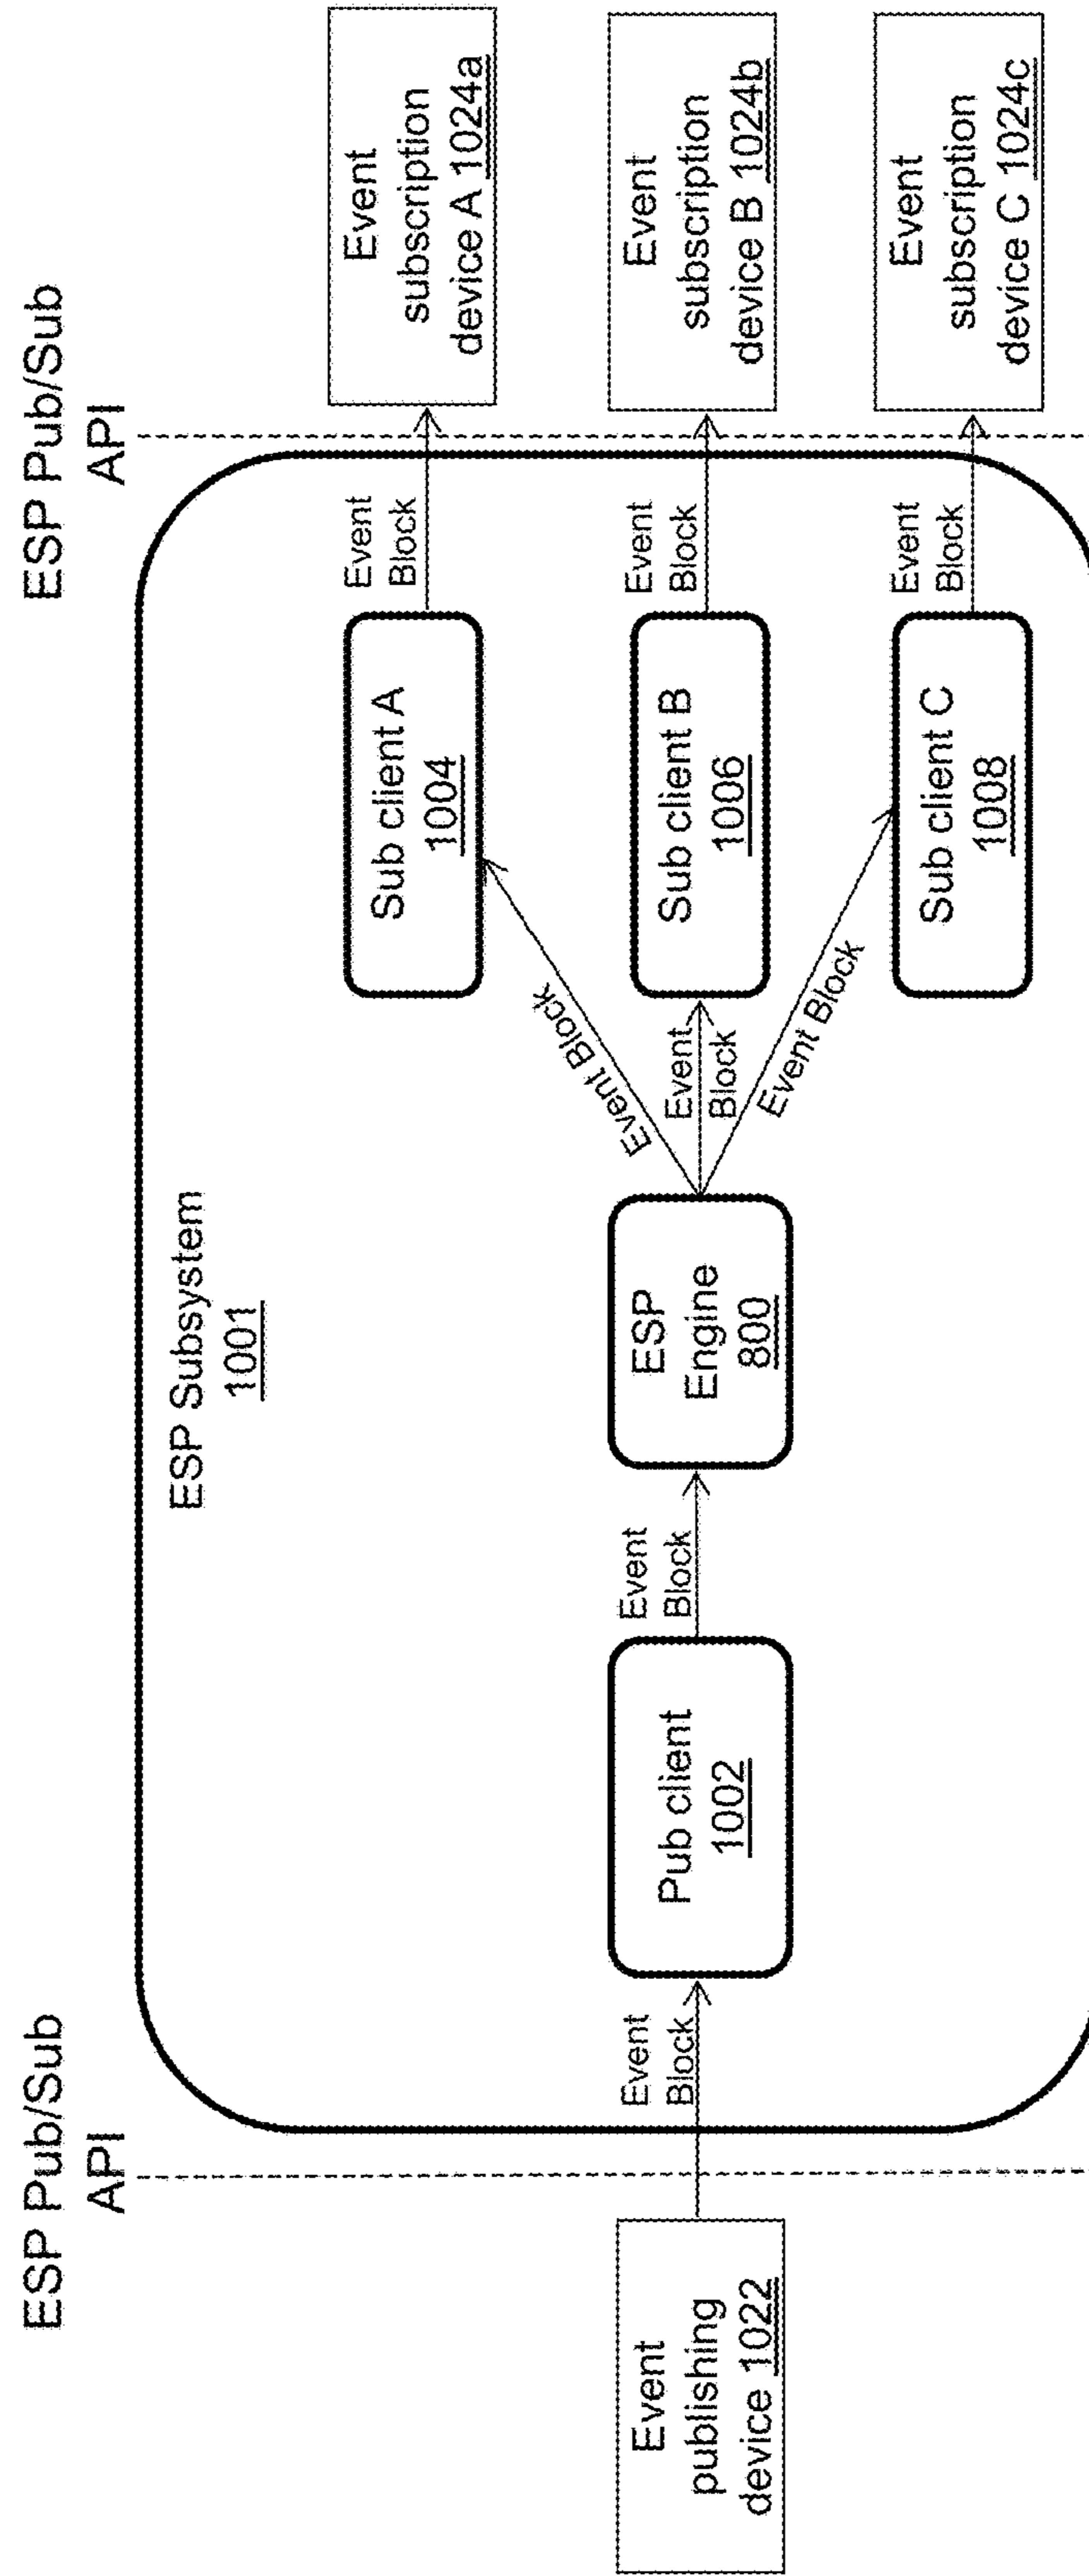 ESP Pub/Sub
API
ESP Pub/Sub
API
ESP Subsystem
1001
Event
publishing
device 1022
Event
Block
Pub client
1002
Event
Block
ESP
Engine
800
Event Block
Event
Block
Event Block
Sub client A
1004
Sub client B
1006
Sub client C
1008
Event
Block
Event
Block
Event
Block
Event
subscription
device A 1024a
Event
subscription
device B 1024b
Event
subscription
device C 1024c